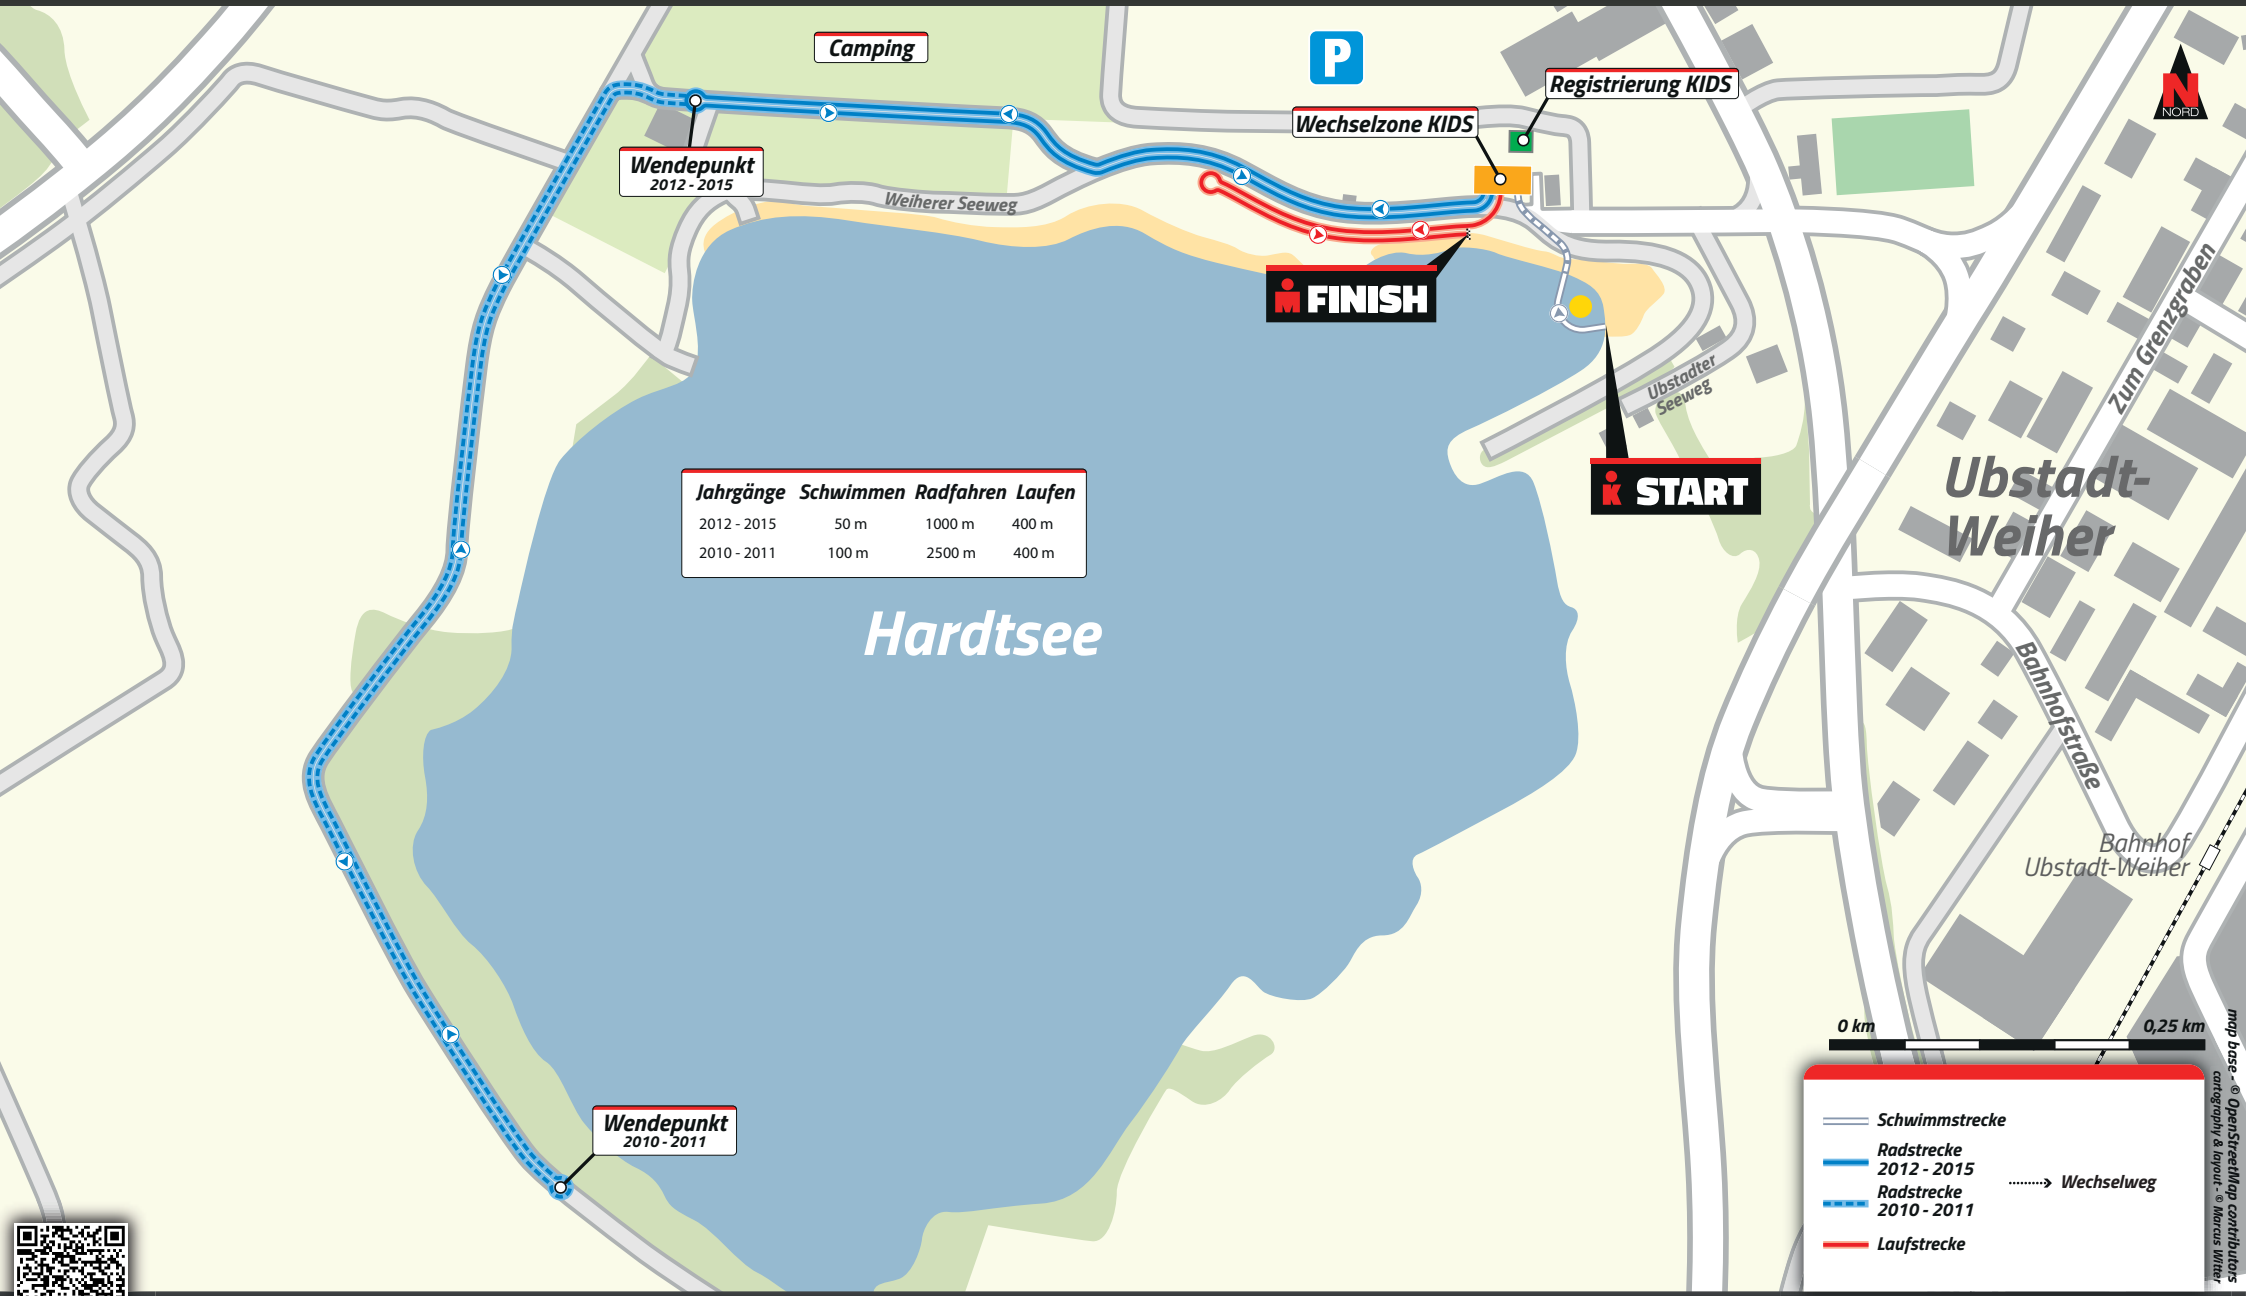 Camping
P
Registrierung KIDS
Wechselzone KIDS
N
NORD
Wendepunkt
2012 - 2015
Weiherer Seeweg
FINISH
Zum Grenzgraben
Ubstadter
Seeweg
K START
Ubstadt-
Weiher
Jahrgänge Schwimmen Radfahren Laufen
2012 - 2015 50 m 1000 m 400 m
2010 - 2011 100 m 2500 m 400 m
Hardtsee
Bahnhofstraße
Bahnhof
Ubstadt-Weiher
0 km 0,25 km
Wendepunkt
2010 - 2011
Schwimmstrecke
Radstrecke
2012 - 2015
Wechselweg
Radstrecke
2010 - 2011
Laufstrecke
map base - © OpenStreetMap contributors
cartography & layout - © Marcus Witter